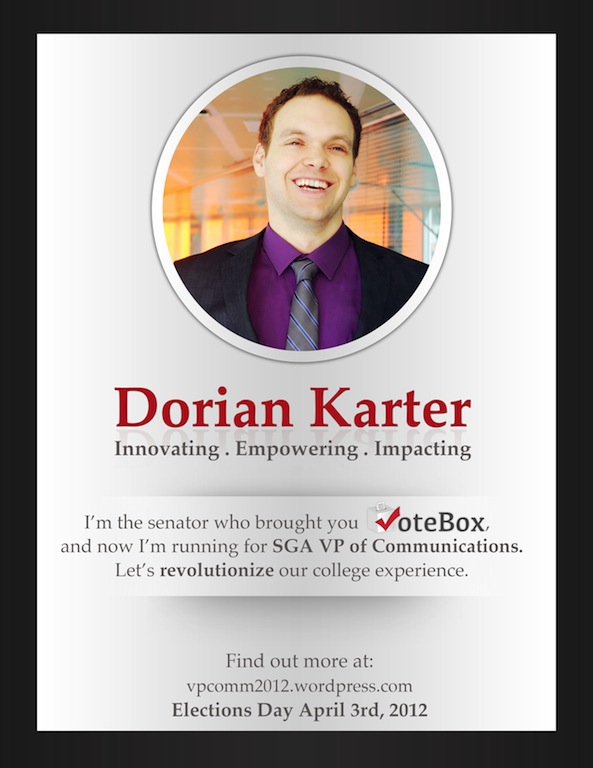 Dorian Karter
Innovating . Empowering . Impacting
I'm the senator who brought you VoteBox,
and now I'm running for SGA VP of Communications.
Let's revolutionize our college experience.
Find out more at:
vpcomm2012.wordpress.com
Elections Day April 3rd, 2012